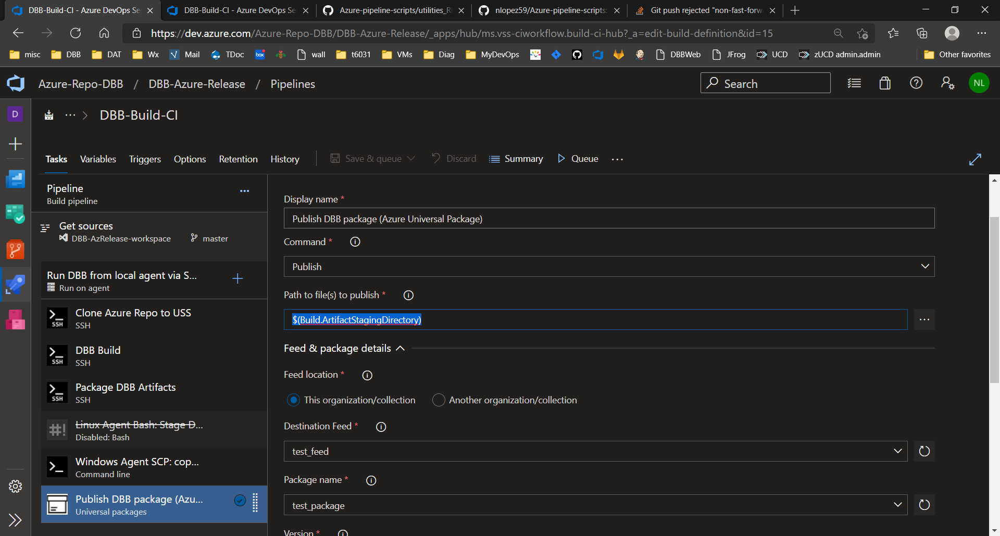 DBB-Build-CI - Azure DevOps Se
DBB-Build-CI - Azure DevOps Se
Azure-pipeline-scripts/utilities_R
nlopez59/Azure-pipeline-scripts:
Git push rejected "non-fast-forw
https://dev.azure.com/Azure-Repo-DBB/DBB-Azure-Release/_apps/hub/ms.vss-ciworkflow.build-ci-hub?_a=edit-build-definition&id=15
misc DBB DAT Wx Mail TDoc box wall t6031 VMs Diag MyDevOps DBBWeb JFrog UCD zUCD admin.admin Other favorites
Azure-Repo-DBB / DBB-Azure-Release / Pipelines
Search
NL
D
... > DBB-Build-CI
Tasks Variables Triggers Options Retention History Save & queue Discard Summary Queue ...
Pipeline
Build pipeline
...
Get sources
DBB-AzRelease-workspace master
Run DBB from local agent via S...
Run on agent
Clone Azure Repo to USS
SSH
SSH
DBB Build
SSH
SSH
Package DBB Artifacts
SSH
SSH
#!
Linux Agent Bash: Stage D...
Disabled: Bash
Windows Agent SCP: cop...
Command line
Publish DBB package (Azu...
Universal packages
Display name *
Publish DBB package (Azure Universal Package)
Command *
Publish
Path to file(s) to publish *
$(Build.ArtifactStagingDirectory)
...
Feed & package details
Feed location *
This organization/collection Another organization/collection
Destination Feed *
test_feed
Package name *
test_package
Version *